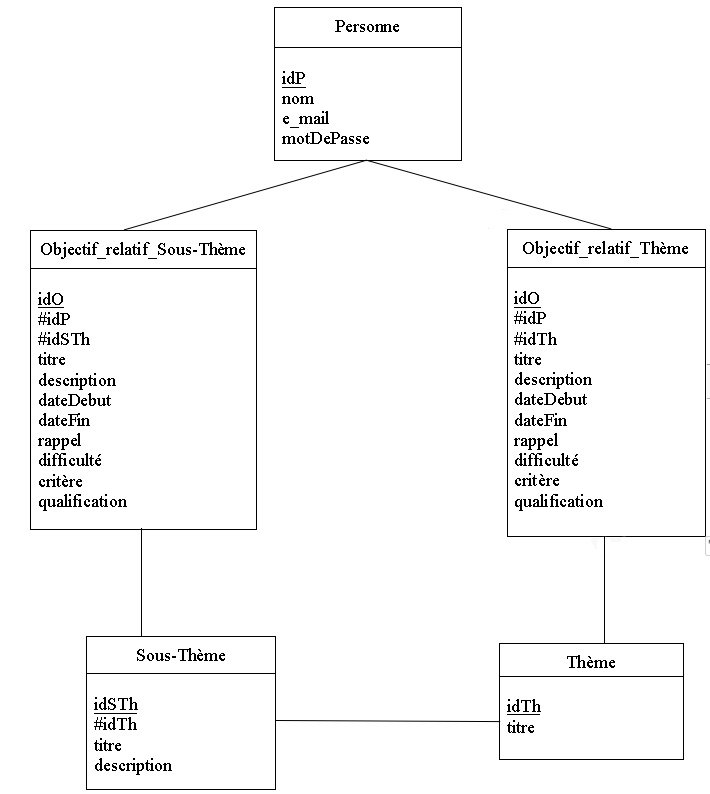 Personne
idP
nom
e_mail
motDePasse
Objectif_relatif_Sous-Thème
idO
#idP
#idSTh
titre
description
dateDebut
dateFin
rappel
difficulté
critère
qualification
Objectif_relatif_Thème
idO
#idP
#idTh
titre
description
dateDebut
dateFin
rappel
difficulté
critère
qualification
Sous-Thème
idSTh
#idTh
titre
description
Thème
idTh
titre